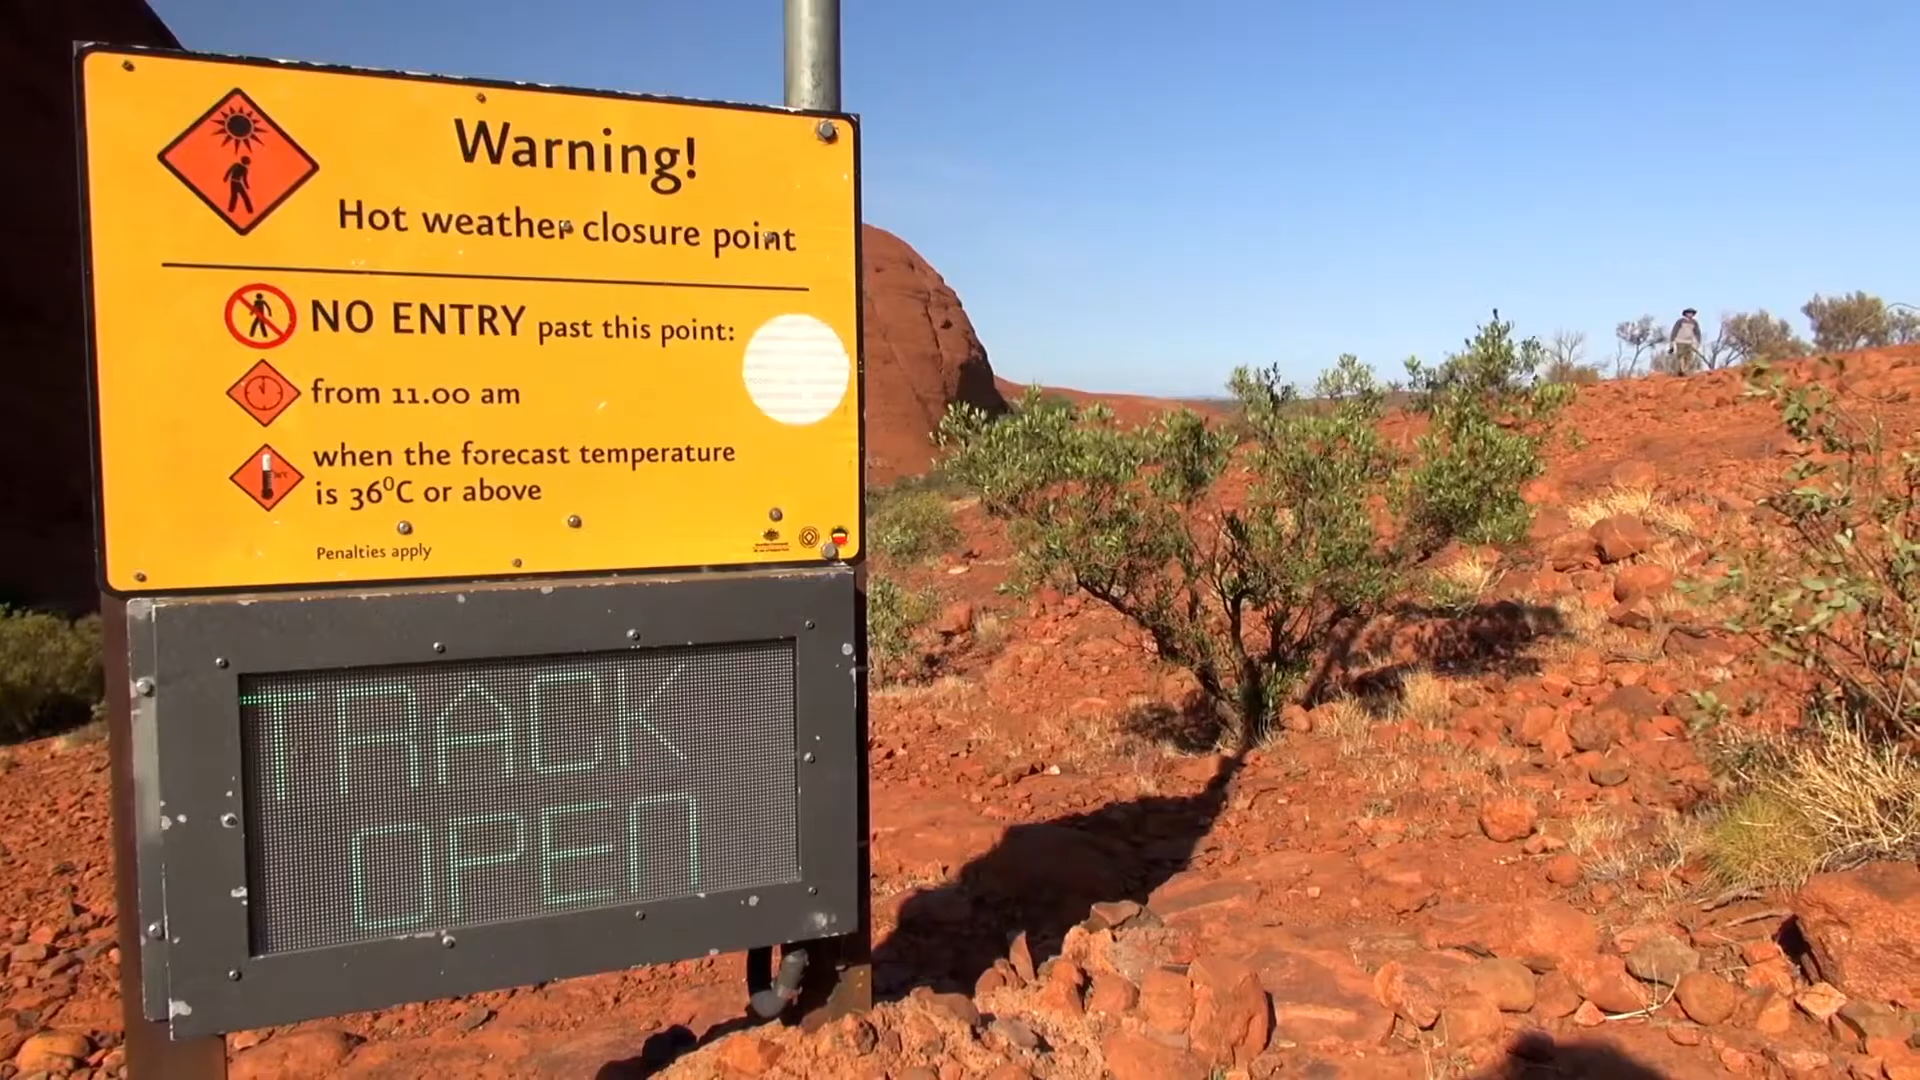 Warning!
Hot weather closure point
NO ENTRY past this point:
from 11.00 am
when the forecast temperature
is 36⁰C or above
Penalties apply
TRACK
OPEN